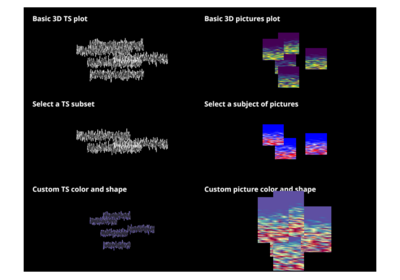 Basic 3D TS plot
Basic 3D pictures plot
Select a TS subset
Select a subject of pictures
Custom TS color and shape
Custom picture color and shape